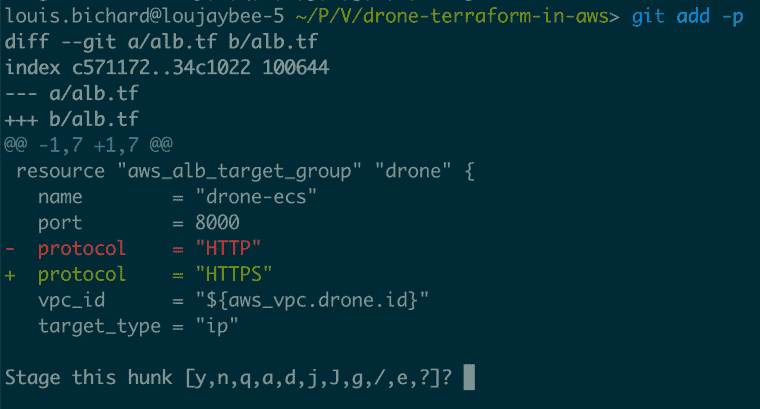 louis.bichard@loujaybee-5 ~/P/V/drone-terraform-in-aws> git add -p
diff --git a/alb.tf b/alb.tf
index c571172..34c1022 100644
--- a/alb.tf
+++ b/alb.tf
@@ -1,7 +1,7 @@
 resource "aws_alb_target_group" "drone" {
   name        = "drone-ecs"
   port        = 8000
-  protocol    = "HTTP"
+  protocol    = "HTTPS"
   vpc_id      = "${aws_vpc.drone.id}"
   target_type = "ip"
Stage this hunk [y,n,q,a,d,j,J,g,/,e,?]?